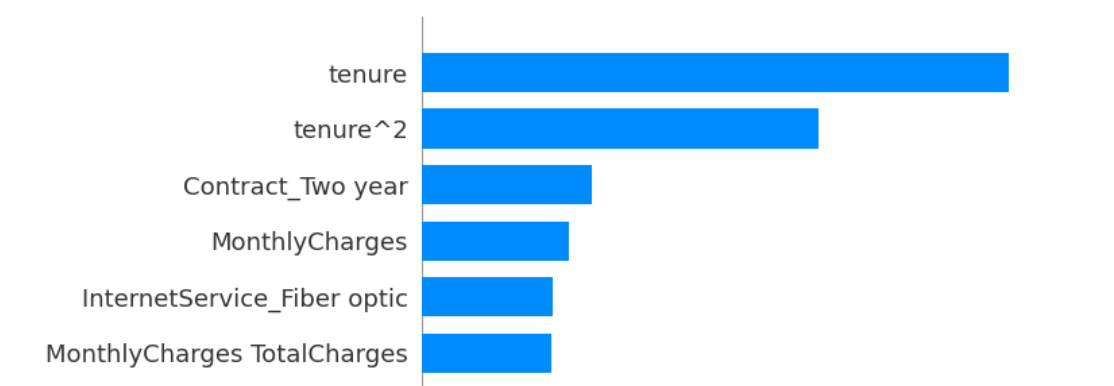 tenure
tenure^2
Contract_Two year
MonthlyCharges
InternetService_Fiber optic
MonthlyCharges TotalCharges